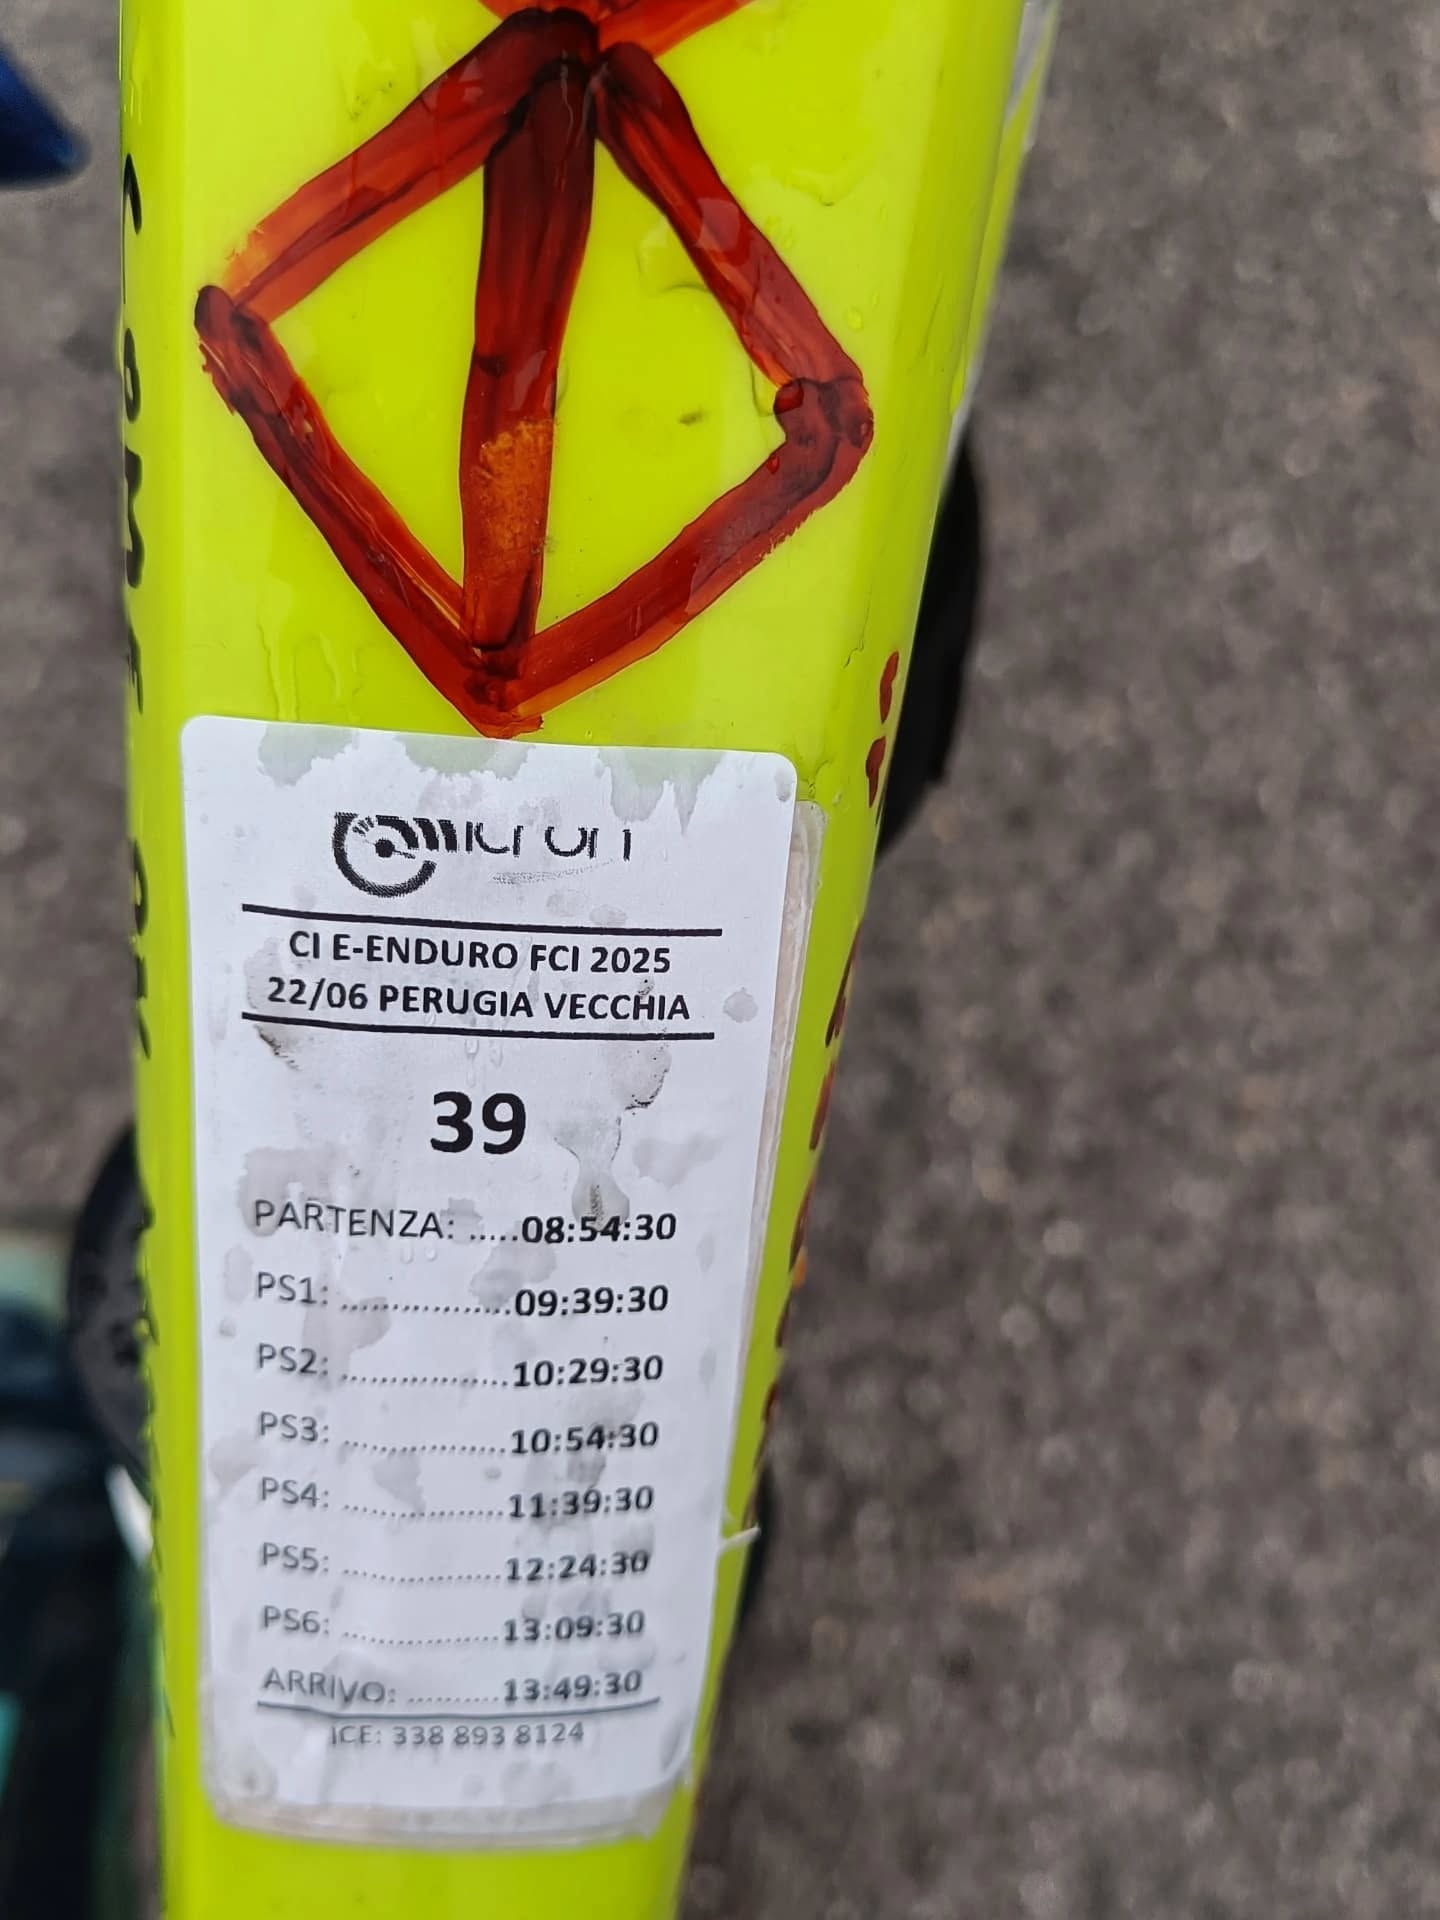 icron
CI E-ENDURO FCI 2025
22/06 PERUGIA VECCHIA
39
PARTENZA: .....08:54:30
PS1: .................09:39:30
PS2: .................10:29:30
PS3: .................10:54:30
PS4: .................11:39:30
PS5: .................12:24:30
PS6: .................13:09:30
ARRIVO: ..........13:49:30
ICE: 338 893 8124